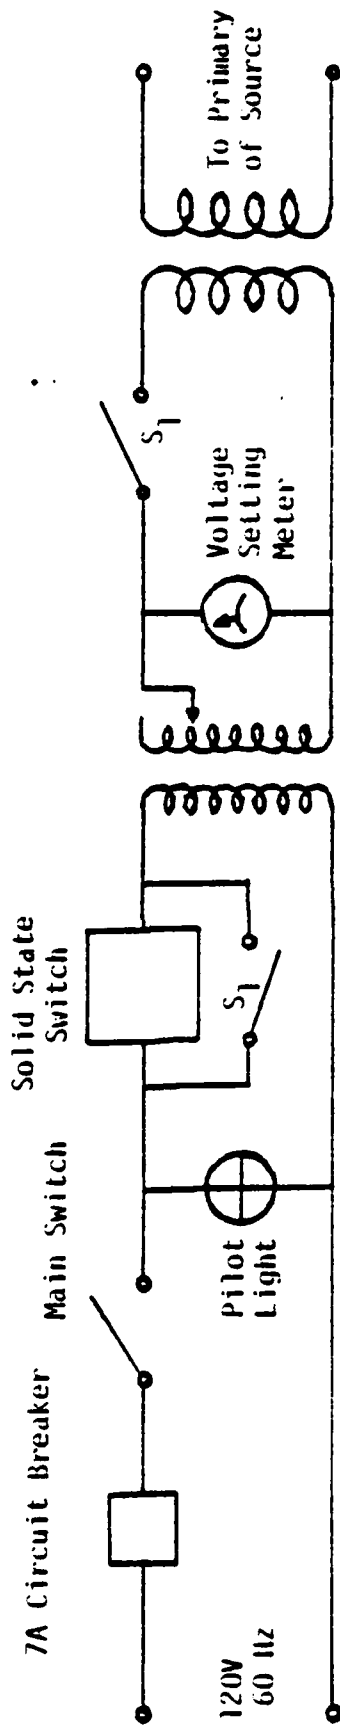 7A Circuit Breaker
Main Switch
Solid State
Switch
120V
60 Hz
Pilot
Light
S1
Voltage
Setting
Meter
S1
To Primary
of Source